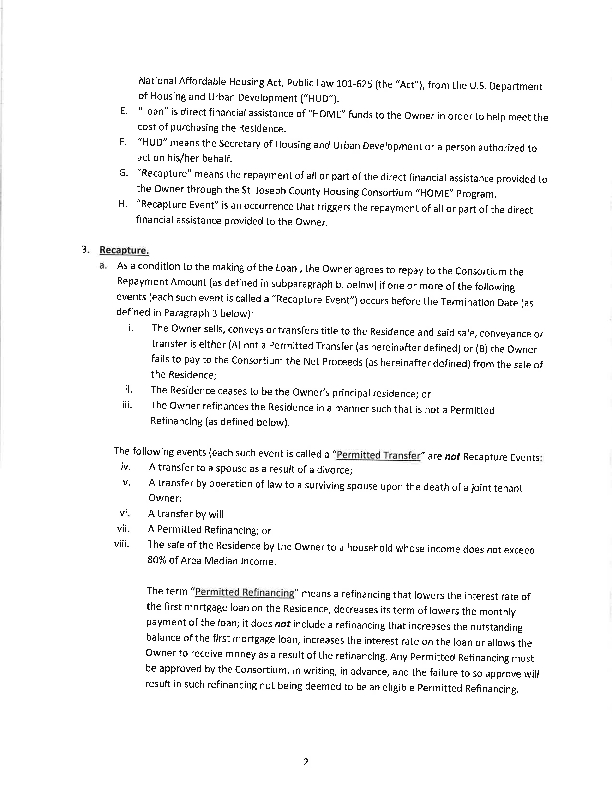 National Affordable Housing Act, Public Law 101-625 (the "Act"), from the U.S. Department
of Housing and Urban Development ("HUD").
E. "Loan" is direct financial assistance of "HOME" funds to the Owner in order to help meet the
cost of purchasing the Residence.
F. "HUD" means the Secretary of Housing and Urban Development or a person authorized to
act on his/her behalf.
G. "Recapture" means the repayment of all or part of the direct financial assistance provided to
the Owner through the St. Joseph County Housing Consortium "HOME" Program.
H. "Recapture Event" is an occurrence that triggers the repayment of all or part of the direct
financial assistance provided to the Owner.
3. Recapture.
a. As a condition to the making of the Loan , the Owner agrees to repay to the Consortium the
Repayment Amount (as defined in subparagraph b. below) if one or more of the following
events (each such event is called a "Recapture Event") occurs before the Termination Date (as
defined in Paragraph 3 below):
i. The Owner sells, conveys or transfers title to the Residence and said sale, conveyance or
transfer is either (A) not a Permitted Transfer (as hereinafter defined) or (B) the Owner
fails to pay to the Consortium the Net Proceeds (as hereinafter defined) from the sale of
the Residence;
ii. The Residence ceases to be the Owner's principal residence; or
iii. The Owner refinances the Residence in a manner such that is not a Permitted
Refinancing (as defined below).
The following events (each such event is called a "Permitted Transfer" are not Recapture Events:
iv. A transfer to a spouse as a result of a divorce;
v. A transfer by operation of law to a surviving spouse upon the death of a joint tenant
Owner;
vi. A transfer by will
vii. A Permitted Refinancing; or
viii. The sale of the Residence by the Owner to a household whose income does not exceed
80% of Area Median Income.
The term "Permitted Refinancing" means a refinancing that lowers the interest rate of
the first mortgage loan on the Residence, decreases its term of lowers the monthly
payment of the loan; it does not include a refinancing that increases the outstanding
balance of the first mortgage loan, increases the interest rate on the loan or allows the
Owner to receive money as a result of the refinancing. Any Permitted Refinancing must
be approved by the Consortium, in writing, in advance, and the failure to so approve will
result in such refinancing not being deemed to be an eligible Permitted Refinancing.
2